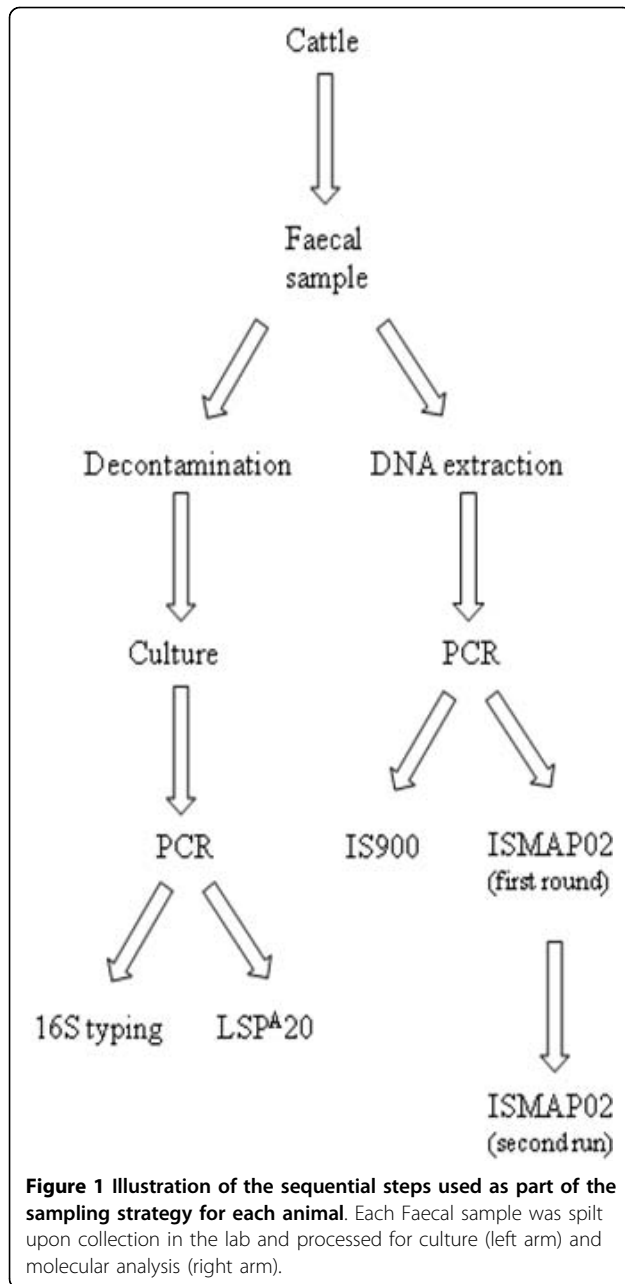 Cattle
Faecal
sample
Decontamination DNA extraction
Culture PCR
PCR IS900 ISMAP02
(first round)
16S typing LSPA20
ISMAP02
(second run)
Figure 1 Illustration of the sequential steps used as part of the
sampling strategy for each animal. Each Faecal sample was spilt
upon collection in the lab and processed for culture (left arm) and
molecular analysis (right arm).